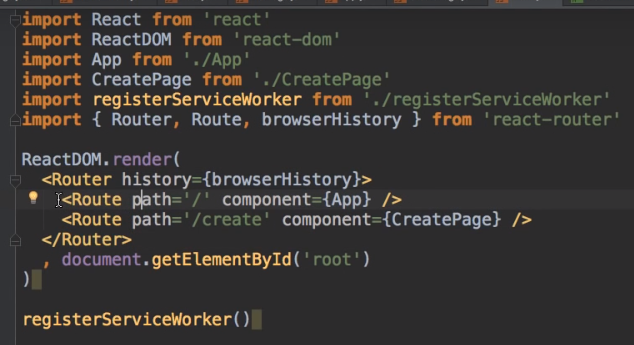 import React from 'react'
import ReactDOM from 'react-dom'
import App from './App'
import CreatePage from './CreatePage'
import registerServiceWorker from './registerServiceWorker'
import { Router, Route, browserHistory } from 'react-router'
ReactDOM.render(
<Router history={browserHistory}>
<Route path='/' component={App} />
<Route path='/create' component={CreatePage} />
</Router>
, document.getElementById('root')
)
registerServiceWorker()